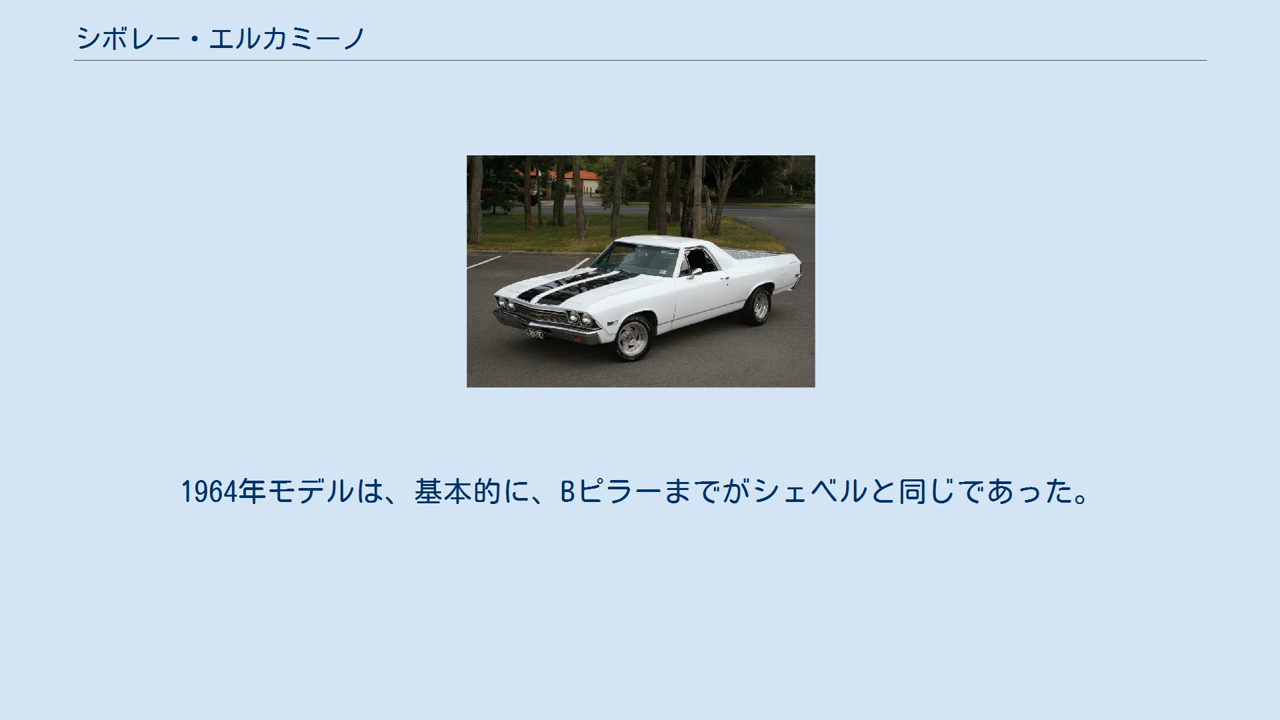 シボレー・エルカミーノ
1964年モデルは、基本的に、Bピラーまでがシェベルと同じであった。